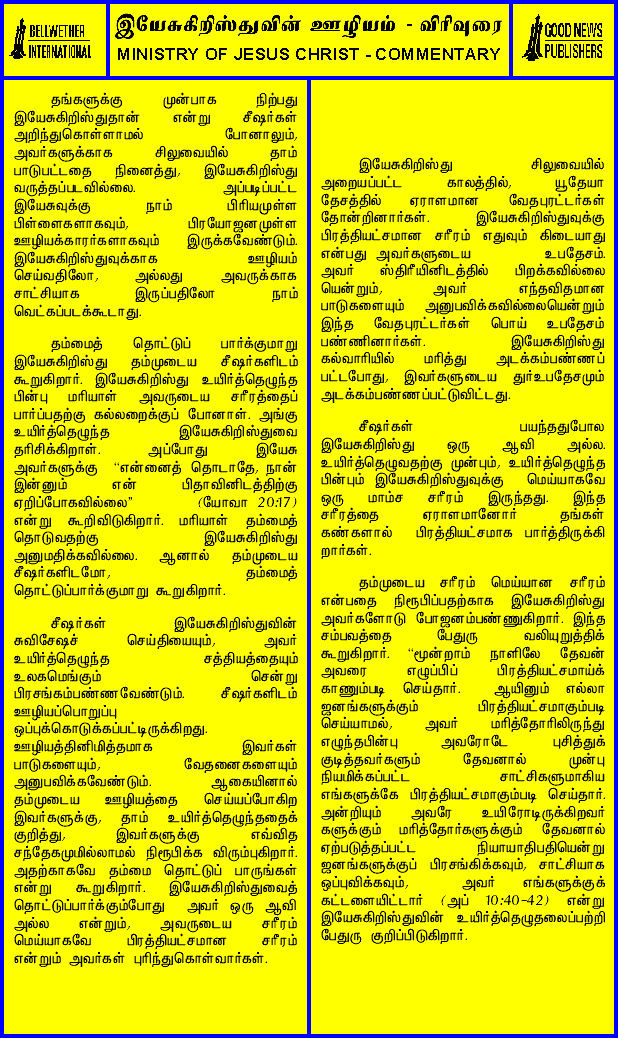 BELLWETHER
INTERNATIONAL
இயேசுகிறிஸ்துவின் ஊழியம் - விரிவுரை
MINISTRY OF JESUS CHRIST - COMMENTARY
GOOD NEWS
PUBLISHERS
தங்களுக்கு முன்பாக நிற்பது
இயேசுகிறிஸ்துதான் என்று சீஷர்கள்
அறிந்துகொள்ளாமல் போனாலும்,
அவர்களுக்காக சிலுவையில் தாம்
பாடுபட்டதை நினைத்து, இயேசுகிறிஸ்து
வருத்தப்படவில்லை. அப்படிப்பட்ட
இயேசுவுக்கு நாம் பிரியமுள்ள
பிள்ளைகளாகவும், பிரயோஜனமுள்ள
ஊழியக்காரர்களாகவும் இருக்கவேண்டும்.
இயேசுகிறிஸ்துவுக்காக ஊழியம்
செய்வதிலோ, அல்லது அவருக்காக
சாட்சியாக இருப்பதிலோ நாம்
வெட்கப்படக்கூடாது.
தம்மைத் தொட்டுப் பார்க்குமாறு
இயேசுகிறிஸ்து தம்முடைய சீஷர்களிடம்
கூறுகிறார். இயேசுகிறிஸ்து உயிர்த்தெழுந்த
பின்பு மரியாள் அவருடைய சரீரத்தைப்
பார்ப்பதற்கு கல்லறைக்குப் போனாள். அங்கு
உயிர்த்தெழுந்த இயேசுகிறிஸ்துவை
தரிசிக்கிறாள். அப்போது இயேசு
அவர்களுக்கு “என்னைத் தொடாதே, நான்
இன்னும் என் பிதாவினிடத்திற்கு
ஏறிப்போகவில்லை” (யோவா 20:17)
என்று கூறிவிடுகிறார். மரியாள் தம்மைத்
தொடுவதற்கு இயேசுகிறிஸ்து
அனுமதிக்கவில்லை. ஆனால் தம்முடைய
சீஷர்களிடமோ, தம்மைத்
தொட்டுப்பார்க்குமாறு கூறுகிறார்.
சீஷர்கள் இயேசுகிறிஸ்துவின்
சுவிசேஷச் செய்தியையும், அவர்
உயிர்த்தெழுந்த சத்தியத்தையும்
உலகமெங்கும் சென்று
பிரசங்கம்பண்ணவேண்டும். சீஷர்களிடம்
ஊழியப்பொறுப்பு
ஒப்புக்கொடுக்கப்பட்டிருக்கிறது.
ஊழியத்தினிமித்தமாக இவர்கள்
பாடுகளையும், வேதனைகளையும்
அனுபவிக்கவேண்டும். ஆகையினால்
தம்முடைய ஊழியத்தை செய்யப்போகிற
இவர்களுக்கு, தாம் உயிர்த்தெழுந்ததைக்
குறித்து, இவர்களுக்கு எவ்வித
சந்தேகமுமில்லாமல் நிரூபிக்க விரும்புகிறார்.
அதற்காகவே தம்மை தொட்டுப் பாருங்கள்
என்று கூறுகிறார். இயேசுகிறிஸ்துவைத்
தொட்டுப்பார்க்கும்போது அவர் ஒரு ஆவி
அல்ல என்றும், அவருடைய சரீரம்
மெய்யாகவே பிரத்தியட்சமான சரீரம்
என்றும் அவர்கள் புரிந்துகொள்வார்கள்.
இயேசுகிறிஸ்து சிலுவையில்
அறையப்பட்ட காலத்தில், யூதேயா
தேசத்தில் ஏராளமான வேதபுரட்டர்கள்
தோன்றினார்கள். இயேசுகிறிஸ்துவுக்கு
பிரத்தியட்சமான சரீரம் எதுவும் கிடையாது
என்பது அவர்களுடைய உபதேசம்.
அவர் ஸ்திரீயினிடத்தில் பிறக்கவில்லை
யென்றும், அவர் எந்தவிதமான
பாடுகளையும் அனுபவிக்கவில்லையென்றும்
இந்த வேதபுரட்டர்கள் பொய் உபதேசம்
பண்ணினார்கள். இயேசுகிறிஸ்து
கல்வாரியில் மரித்து அடக்கம்பண்ணப்
பட்டபோது, இவர்களுடைய துர்உபதேசமும்
அடக்கம்பண்ணப்பட்டுவிட்டது.
சீஷர்கள் பயந்ததுபோல
இயேசுகிறிஸ்து ஒரு ஆவி அல்ல.
உயிர்த்தெழுவதற்கு முன்பும், உயிர்த்தெழுந்த
பின்பும் இயேசுகிறிஸ்துவுக்கு மெய்யாகவே
ஒரு மாம்ச சரீரம் இருந்தது. இந்த
சரீரத்தை ஏராளமானோர் தங்கள்
கண்களால் பிரத்தியட்சமாக பார்த்திருக்கி
றார்கள்.
தம்முடைய சரீரம் மெய்யான சரீரம்
என்பதை நிரூபிப்பதற்காக இயேசுகிறிஸ்து
அவர்களோடு போஜனம்பண்ணுகிறார். இந்த
சம்பவத்தை பேதுரு வலியுறுத்திக்
கூறுகிறார். “மூன்றாம் நாளிலே தேவன்
அவரை எழுப்பிப் பிரத்தியட்சமாய்க்
காணும்படி செய்தார். ஆயினும் எல்லா
ஜனங்களுக்கும் பிரத்தியட்சமாகும்படி
செய்யாமல், அவர் மரித்தோரிலிருந்து
எழுந்தபின்பு அவரோடே புசித்துக்
குடித்தவர்களும் தேவனால் முன்பு
நியமிக்கப்பட்ட சாட்சிகளுமாகிய
எங்களுக்கே பிரத்தியட்சமாகும்படி செய்தார்.
அன்றியும் அவரே உயிரோடிருக்கிறவர்
களுக்கும் மரித்தோர்களுக்கும் தேவனால்
ஏற்படுத்தப்பட்ட நியாயாதிபதியென்று
ஜனங்களுக்குப் பிரசங்கிக்கவும், சாட்சியாக
ஒப்புவிக்கவும், அவர் எங்களுக்குக்
கட்டளையிட்டார் (அப் 10:40-42) என்று
இயேசுகிறிஸ்துவின் உயிர்த்தெழுதலைப்பற்றி
பேதுரு குறிப்பிடுகிறார்.